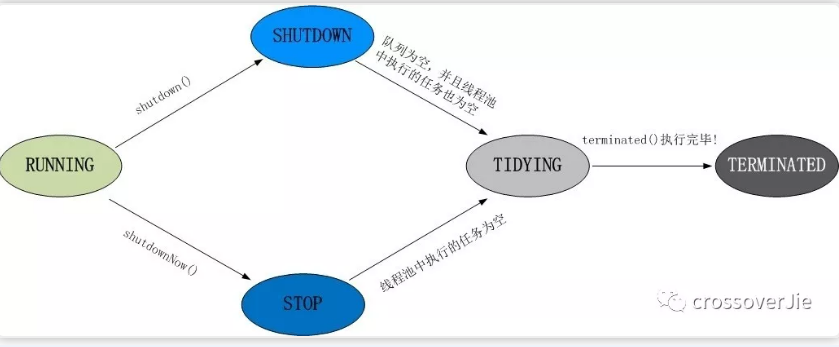 SHUTDOWN
队列为空，并且线程池
中执行的任务也为空
shutdown()
RUNNING
TIDYING
terminated()执行完毕!
TERMINATED
shutdownNow()
线程池中执行的任务为空
STOP
crossoverJie